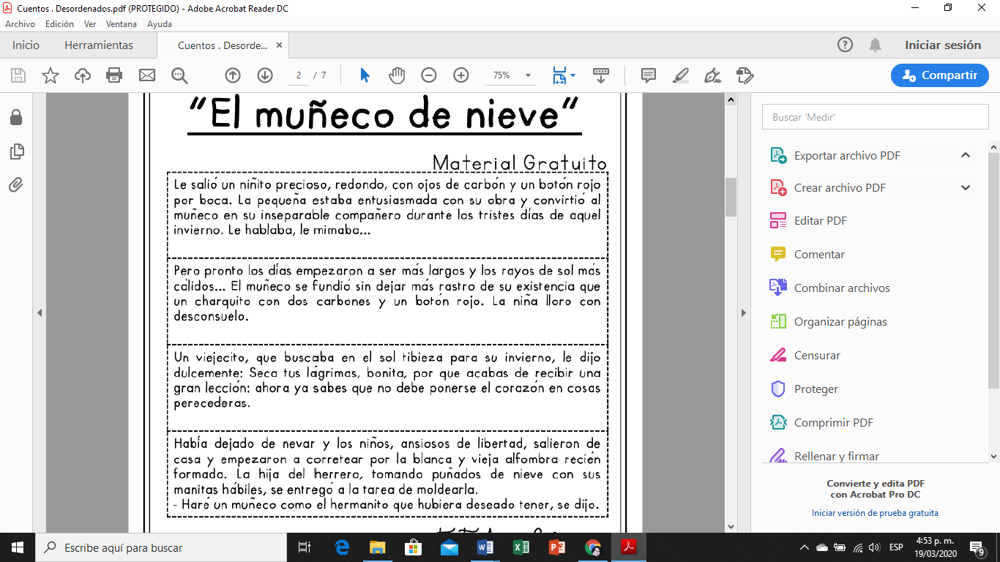 Cuentos . Desordenados.pdf (PROTEGIDO) - Adobe Acrobat Reader DC
Archivo Edición Ver Ventana Ayuda
Inicio Herramientas Cuentos . Desorde... × Iniciar sesión
2 / 7 75% Compartir
"El muñeco de nieve"
Material Gratuito
Le salió un niñito precioso, redondo, con ojos de carbón y un botón rojo
por boca. La pequeña estaba entusiasmada con su obra y convirtió al
muñeco en su inseparable compañero durante los tristes días de aquel
invierno. Le hablaba, le mimaba...
Pero pronto los días empezaron a ser más largos y los rayos de sol más
cálidos... El muñeco se fundió sin dejar más rastro de su existencia que
un charquito con dos carbones y un botón rojo. La niña lloro con
desconsuelo.
Un viejecito, que buscaba en el sol tibieza para su invierno, le dijo
dulcemente: Seca tus lágrimas, bonita, por que acabas de recibir una
gran lección: ahora ya sabes que no debe ponerse el corazón en cosas
perecederas.
Había dejado de nevar y los niños, ansiosos de libertad, salieron de
casa y empezaron a corretear por la blanca y vieja alfombra recién
formada. La hija del herrero, tomando puñados de nieve con sus
manitas hábiles, se entregó a la tarea de moldearla.
- Haré un muñeco como el hermanito que hubiera deseado tener, se dijo.
Buscar 'Medir'
Exportar archivo PDF
Crear archivo PDF
Editar PDF
Comentar
Combinar archivos
Organizar páginas
Censurar
Proteger
Comprimir PDF
Rellenar y firmar
Convierte y edita PDF
con Acrobat Pro DC
Iniciar versión de prueba gratuita
Escribe aquí para buscar
ESP
4:53 p. m.
19/03/2020
9